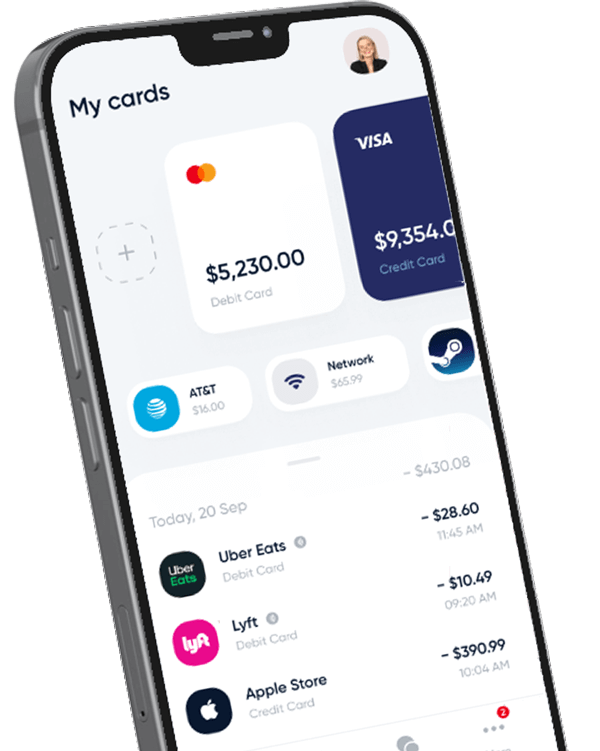 My cards
VISA
$5,230.00
Debit Card
$9,354.0
Credit Card
AT&T
$16.00
Network
$65.99
Today, 20 Sep
- $430.08
Uber Eats
Uber Eats
Debit Card
- $28.60
11:45 AM
lyft
Lyft
Debit Card
- $10.49
09:20 AM
Apple Store
Credit Card
- $390.99
10:04 AM
2